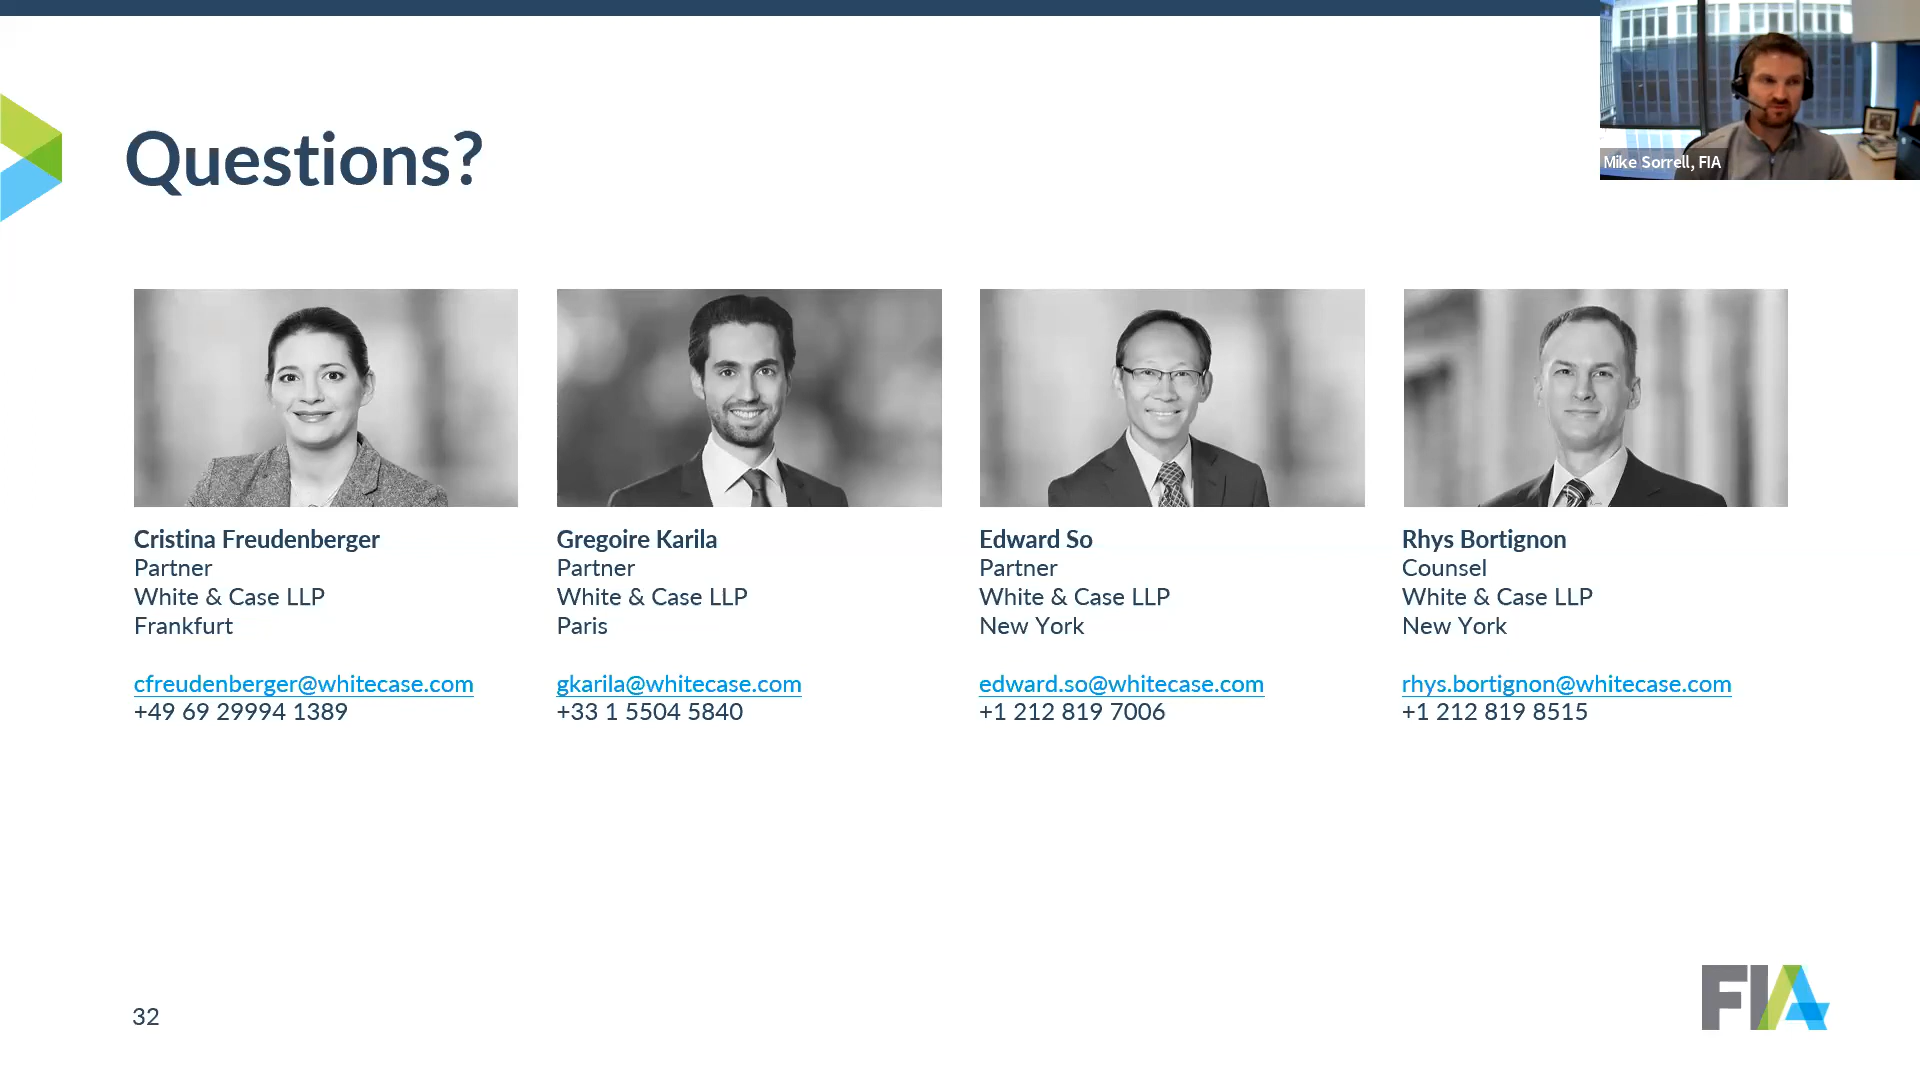 Mike Sorrell, FIA
Questions?
Cristina Freudenberger
Partner
White & Case LLP
Frankfurt
cfreudenberger@whitecase.com
+49 69 29994 1389
Gregoire Karila
Partner
White & Case LLP
Paris
gkarila@whitecase.com
+33 1 5504 5840
Edward So
Partner
White & Case LLP
New York
edward.so@whitecase.com
+1 212 819 7006
Rhys Bortignon
Counsel
White & Case LLP
New York
rhys.bortignon@whitecase.com
+1 212 819 8515
32
FIA